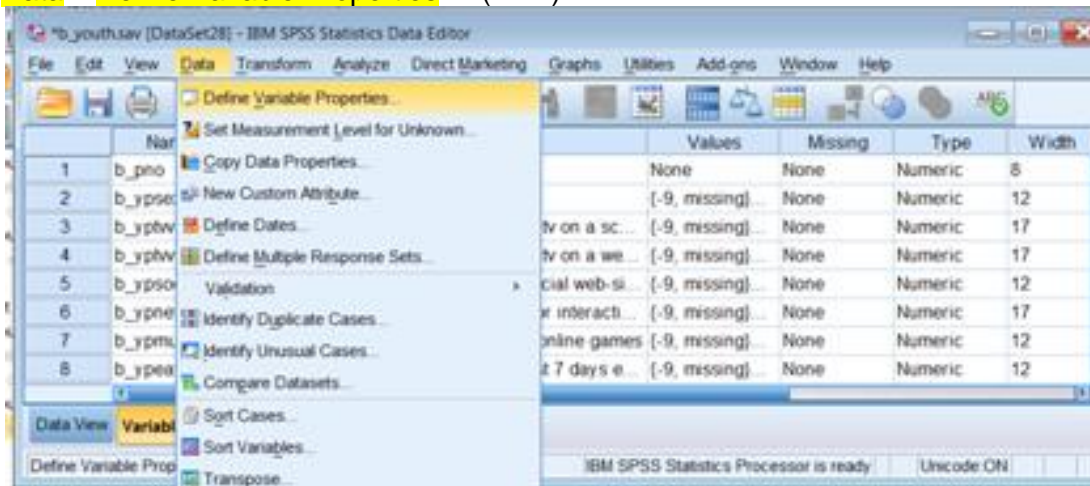 *b_youth.sav [DataSet28] - IBM SPSS Statistics Data Editor
File Edit View Data Transform Analyze Direct Marketing Graphs Utilities Add-ons Window Help
Define Variable Properties...
Set Measurement Level for Unknown...
Copy Data Properties...
New Custom Attribute...
Define Dates...
Define Multiple Response Sets...
Validation
Identify Duplicate Cases...
Identify Unusual Cases...
Compare Datasets...
Sort Cases...
Sort Variables...
Transpose...
Nar Values Missing Type Width
1 b_pno None None Numeric 8
2 b_ypse {-9, missing}... None Numeric 12
3 b_yptvv tv on a sc... {-9, missing}... None Numeric 17
4 b_yptvv tv on a we... {-9, missing}... None Numeric 17
5 b_ypso cial web-si... {-9, missing}... None Numeric 12
6 b_ypne r interacti... {-9, missing}... None Numeric 17
7 b_ypmu online games {-9, missing}... None Numeric 12
8 b_ypea t 7 days e... {-9, missing}... None Numeric 12
Data View Variabl
Define Variable Prop IBM SPSS Statistics Processor is ready Unicode:ON